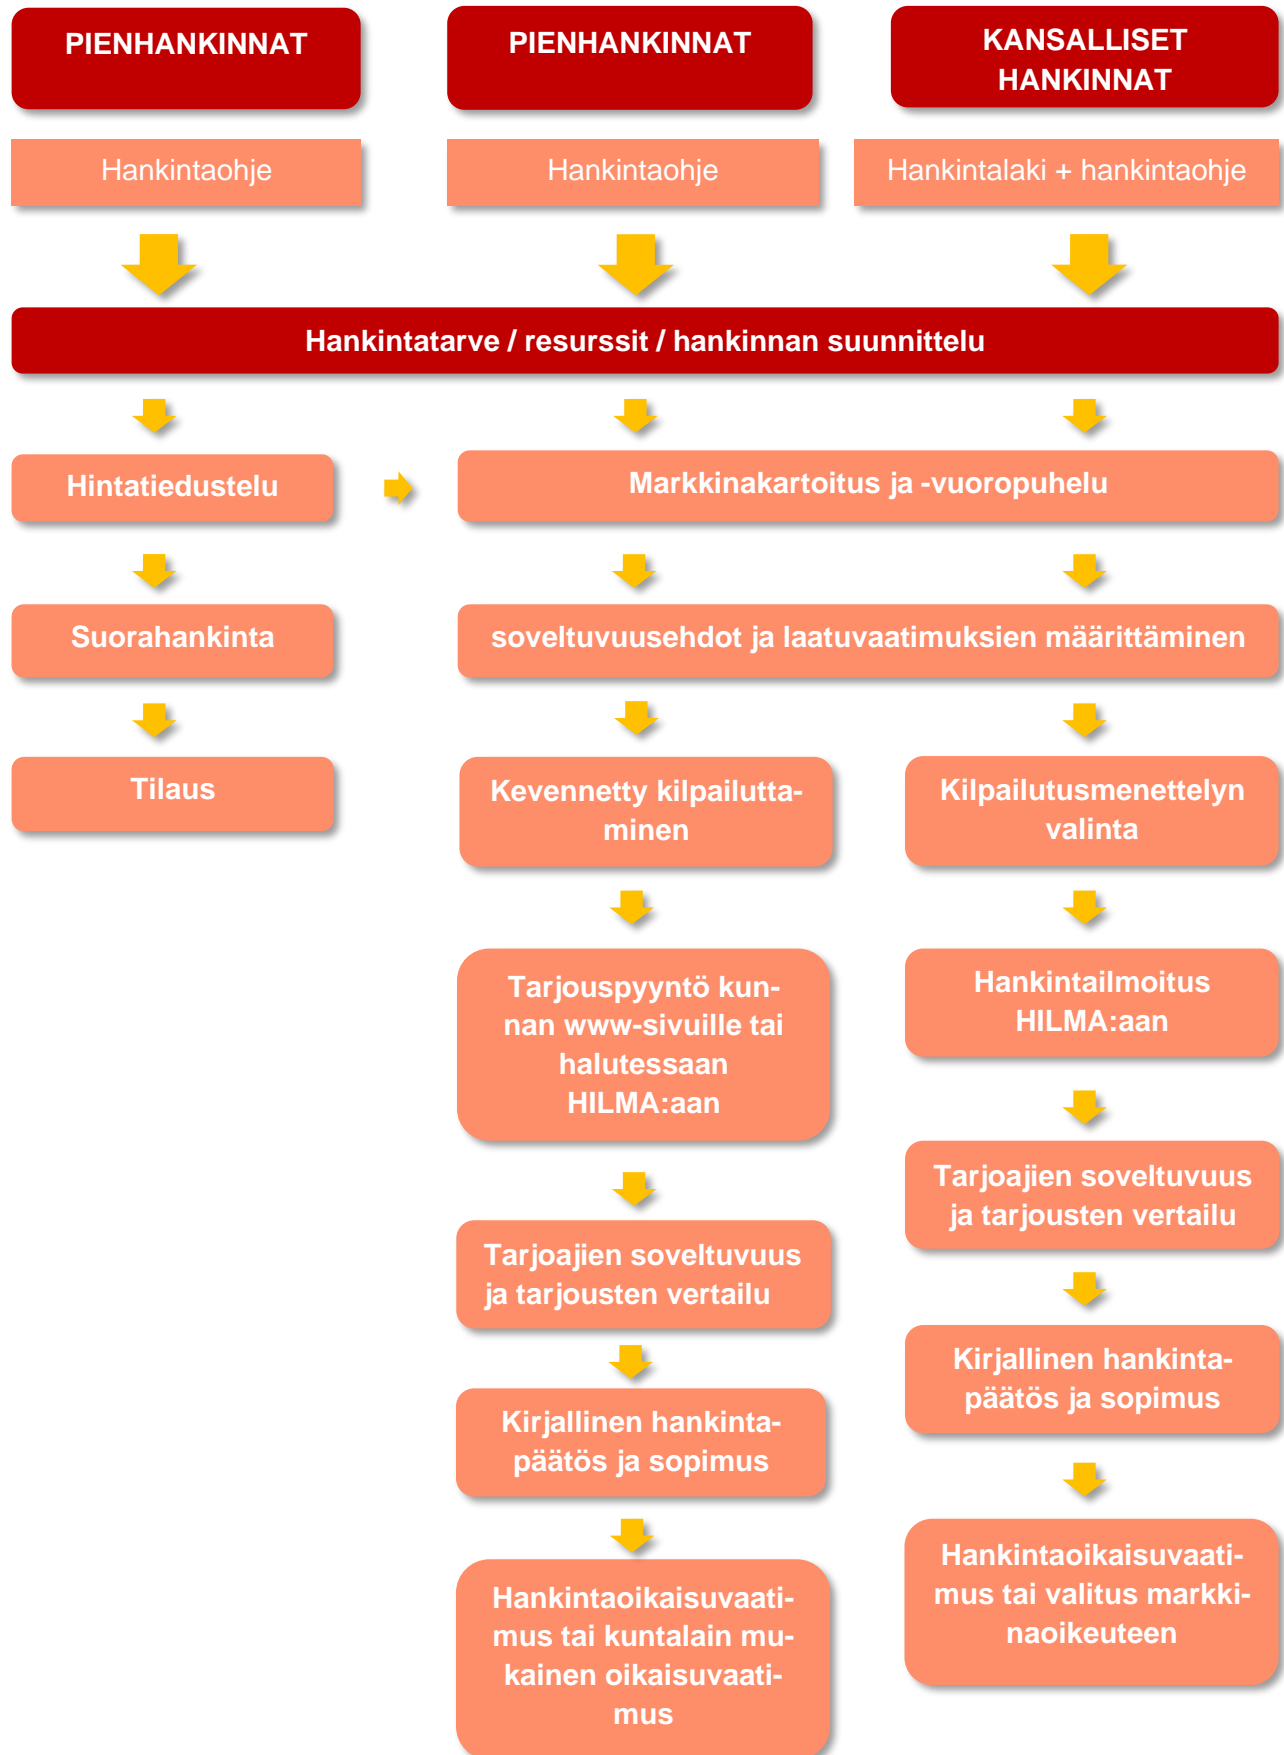 PIENHANKINNAT
PIENHANKINNAT
KANSALLISET
HANKINNAT
Hankintaohje
Hankintaohje
Hankintalaki + hankintaohje
Hankintatarve / resurssit / hankinnan suunnittelu
Hintatiedustelu
Markkinakartoitus ja -vuoropuhelu
Suorahankinta
soveltuvuusehdot ja laatuvaatimuksien määrittäminen
Tilaus
Kevennetty kilpailutta-
minen
Kilpailutusmenettelyn
valinta
Tarjouspyyntö kun-
nan www-sivuille tai
halutessaan
HILMA:aan
Hankintailmoitus
HILMA:aan
Tarjoajien soveltuvuus
ja tarjousten vertailu
Tarjoajien soveltuvuus
ja tarjousten vertailu
Kirjallinen hankinta-
päätös ja sopimus
Kirjallinen hankinta-
päätös ja sopimus
Hankintaoikaisuvaati-
mus tai kuntalain mu-
kainen oikaisuvaati-
mus
Hankintaoikaisuvaati-
mus tai valitus markki-
naoikeuteen